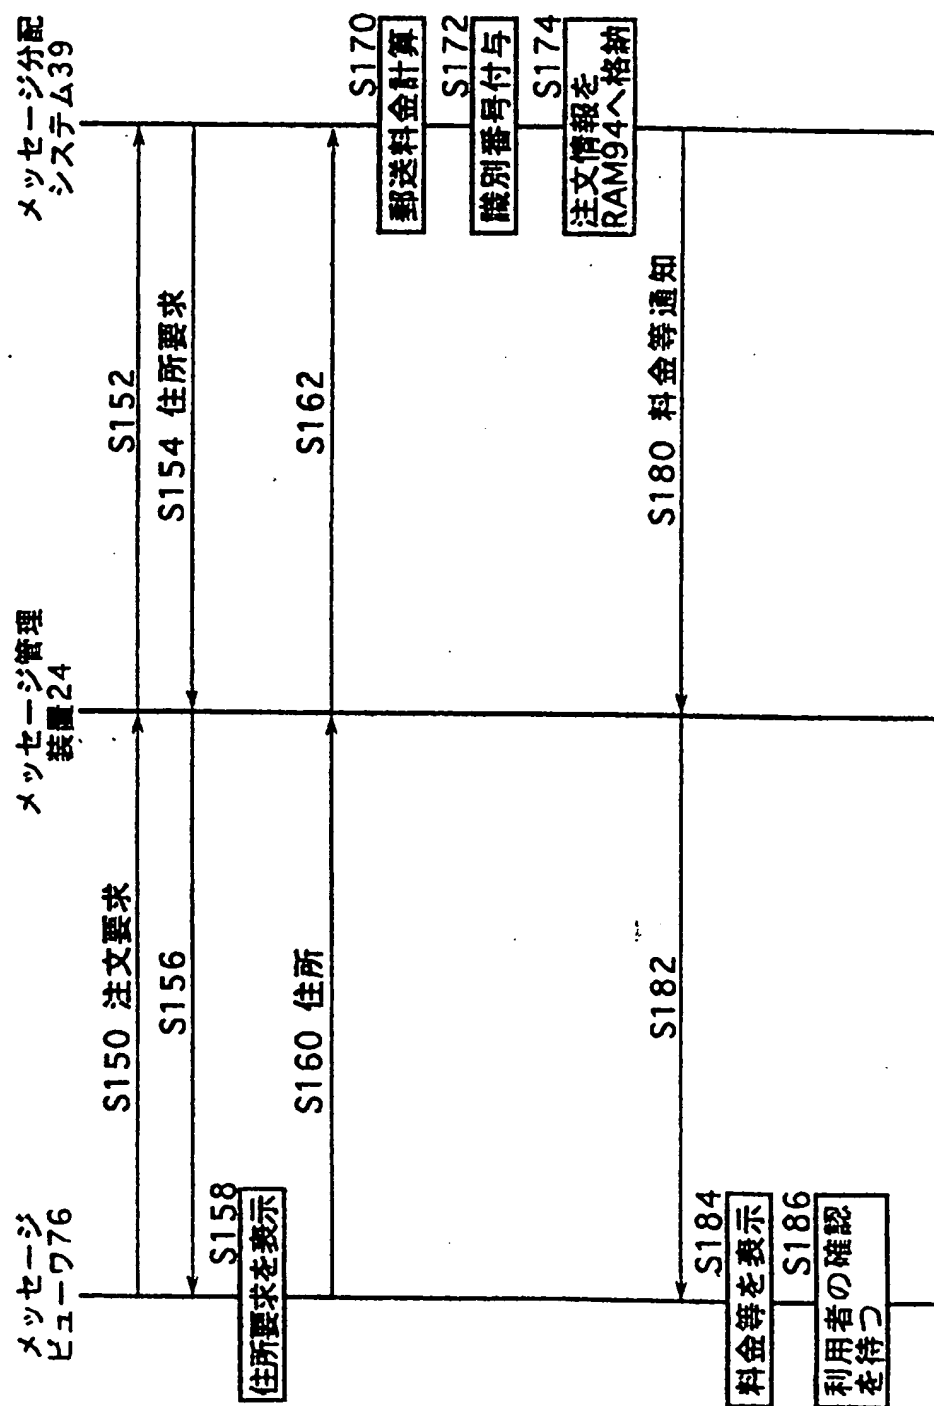 メッセージ
ビューワ76
メッセージ管理
装置24
メッセージ分配
システム39
S150 注文要求
S152
S154 住所要求
S156
S158
住所要求を表示
S160 住所
S162
S170
郵送料金計算
S172
識別番号付与
S174
注文情報を
RAM94へ格納
S180 料金等通知
S182
S184
料金等を表示
S186
利用者の確認
を待つ